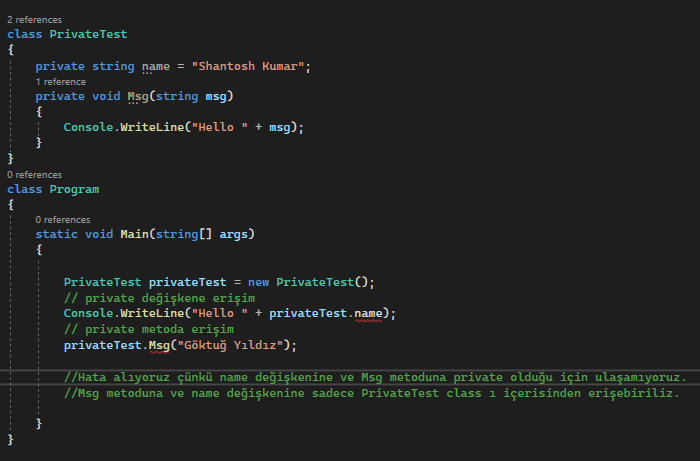 2 references
class PrivateTest
{
private string name = "Shantosh Kumar";
1 reference
private void Msg(string msg)
{
Console.WriteLine("Hello " + msg);
}
}
0 references
class Program
{
0 references
static void Main(string[] args)
{
PrivateTest privateTest = new PrivateTest();
// private değişkene erişim
Console.WriteLine("Hello " + privateTest.name);
// private metoda erişim
privateTest.Msg("Göktuğ Yıldız");
//Hata alıyoruz çünkü name değişkenine ve Msg metoduna private olduğu için ulaşamıyoruz.
//Msg metoduna ve name değişkenine sadece PrivateTest class ı içerisinden erişebiriliz.
}
}